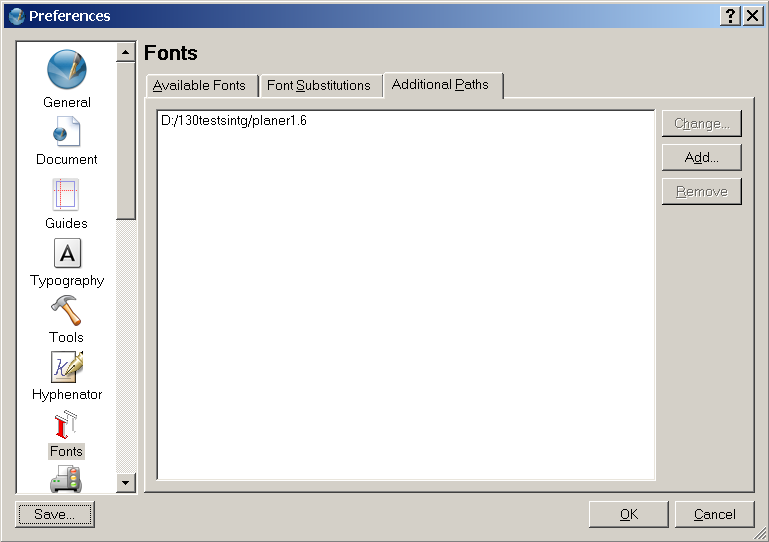 Preferences
General
Document
Guides
Typography
Tools
Hyphenator
Fonts
Fonts
Available Fonts
Font Substitutions
Additional Paths
D:/130testsintg/planer1.6
Change...
Add...
Remove
Save...
OK
Cancel